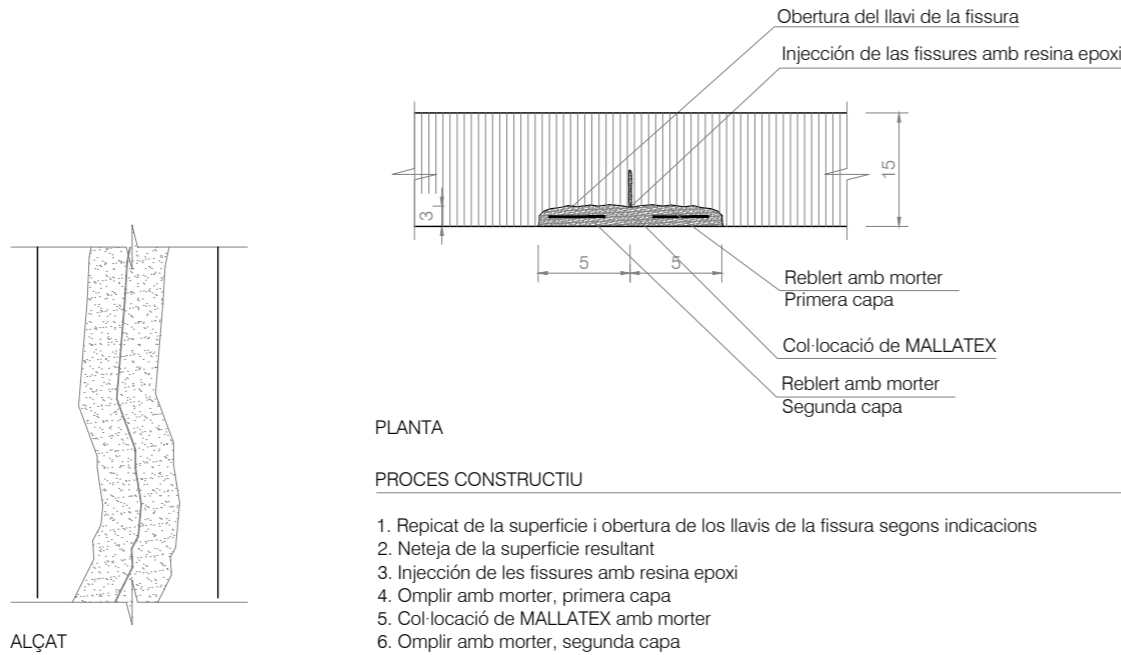 Obertura del llavi de la fissura
Injección de las fissures amb resina epoxi
15
3
5
5
Reblert amb morter
Primera capa
Col·locació de MALLATEX
Reblert amb morter
Segunda capa
PLANTA
PROCES CONSTRUCTIU
1. Repicat de la superficie i obertura de los llavis de la fissura segons indicacions
2. Neteja de la superficie resultant
3. Injección de les fissures amb resina epoxi
4. Omplir amb morter, primera capa
5. Col·locació de MALLATEX amb morter
6. Omplir amb morter, segunda capa
ALÇAT